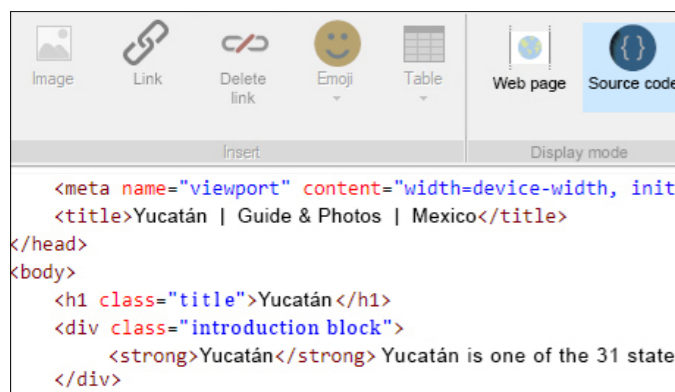 Image Link Delete link Emoji Table Web page Source code
Insert Display mode
<meta name="viewport" content="width=device-width, init
<title>Yucatán | Guide & Photos | Mexico</title>
</head>
<body>
<h1 class="title">Yucatán</h1>
<div class="introduction block">
<strong>Yucatán</strong> Yucatán is one of the 31 state
</div>